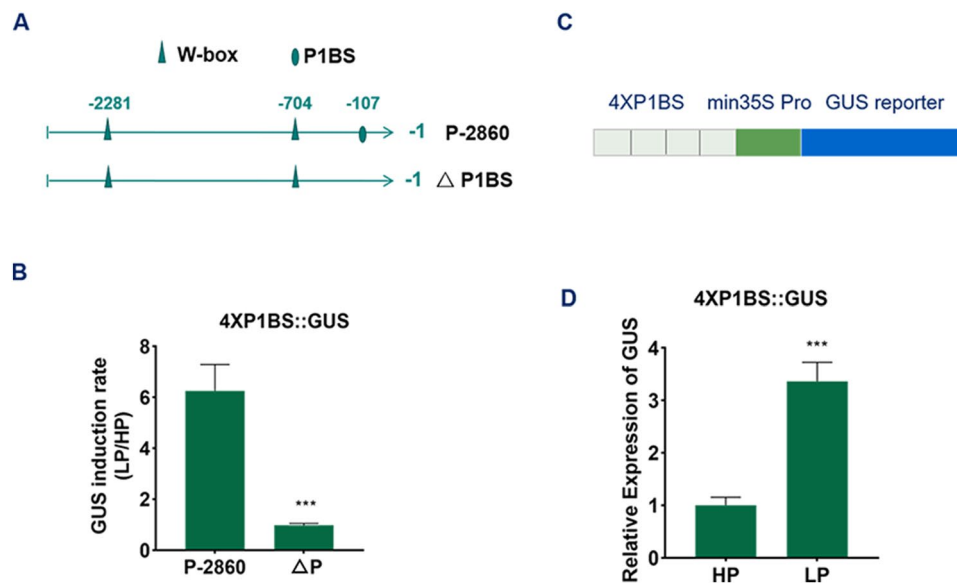 A
W-box
P1BS
-2281
-704
-107
-1
P-2860
-1
△ P1BS
C
4XP1BS
min35S Pro
GUS reporter
B
4XP1BS::GUS
GUS induction rate
(LP/HP)
8
6
4
2
0
***
P-2860
△P
D
4XP1BS::GUS
Relative Expression of GUS
4
3
2
1
0
***
HP
LP